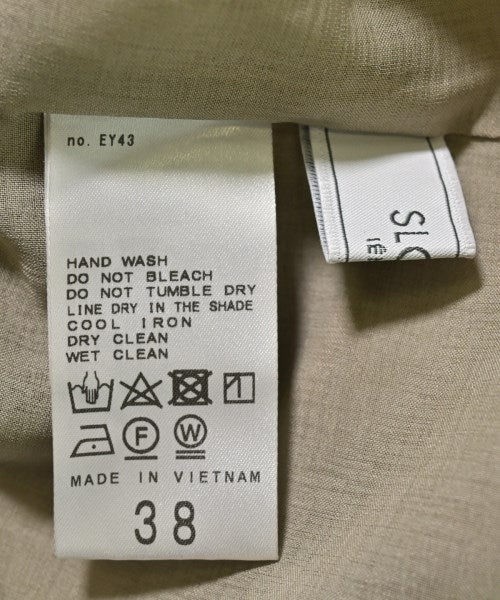 no. EY43
HAND WASH
DO NOT BLEACH
DO NOT TUMBLE DRY
LINE DRY IN THE SHADE
COOL IRON
DRY CLEAN
WET CLEAN
F W
MADE IN VIETNAM
38